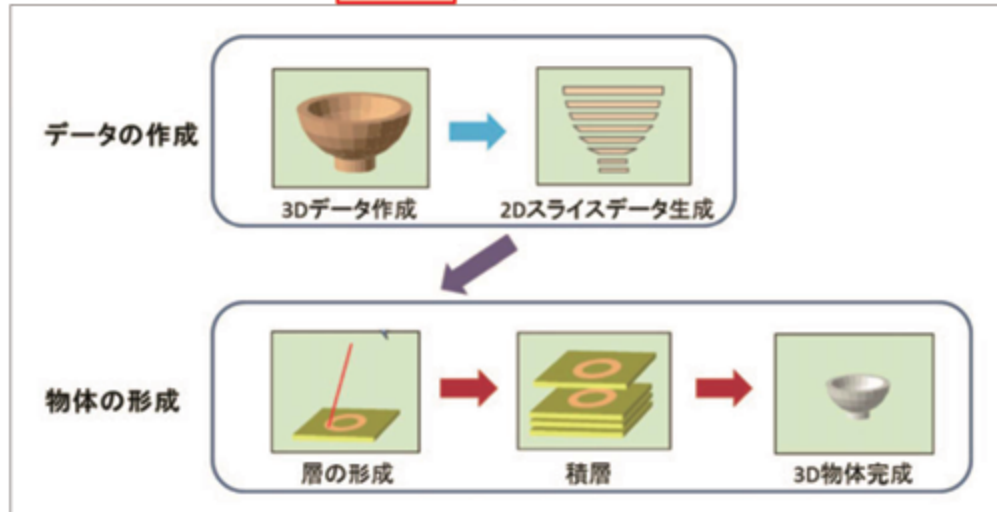 データの作成
3Dデータ作成
2Dスライスデータ生成
物体の形成
層の形成
積層
3D物体完成